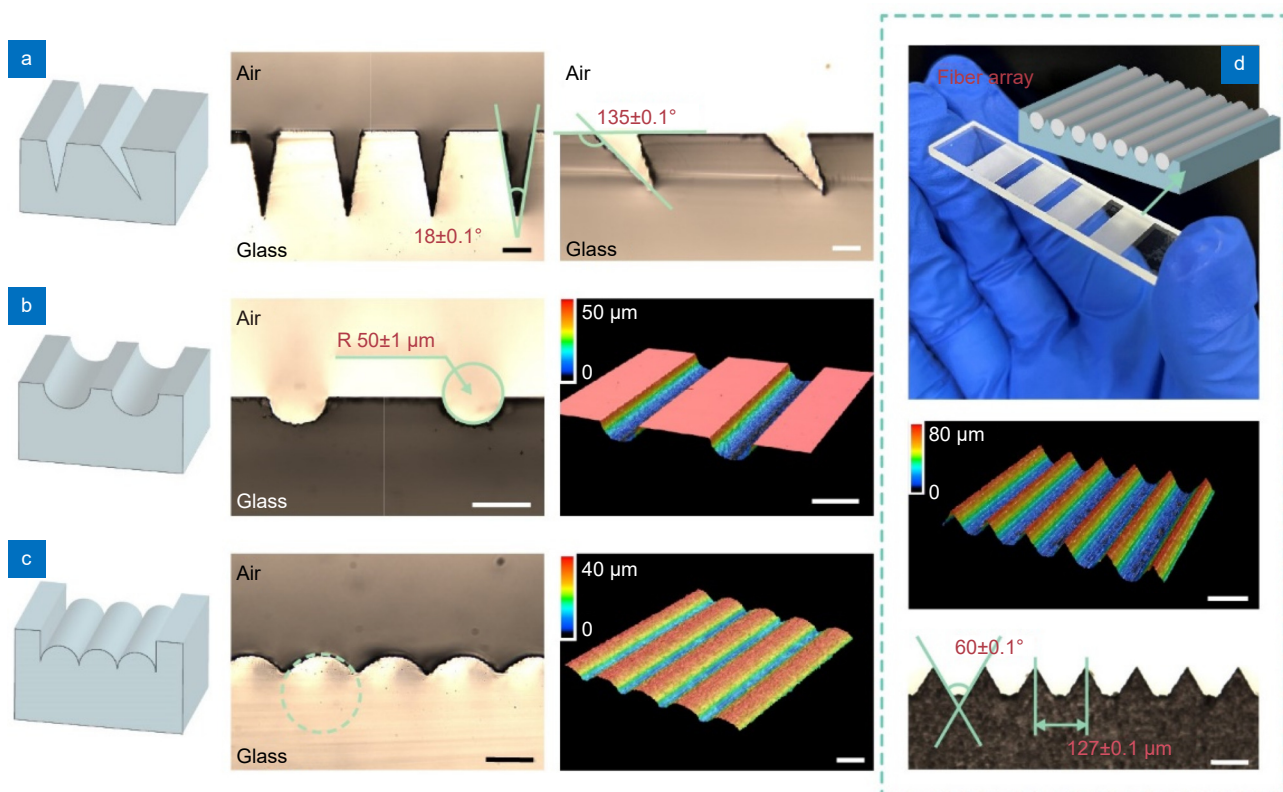 a
Air
18±0.1°
Glass
Air
135±0.1°
Glass
b
Air
R 50±1 µm
Glass
50 µm
0
c
Air
Glass
40 µm
0
d
Fiber array
80 µm
0
60±0.1°
127±0.1 µm